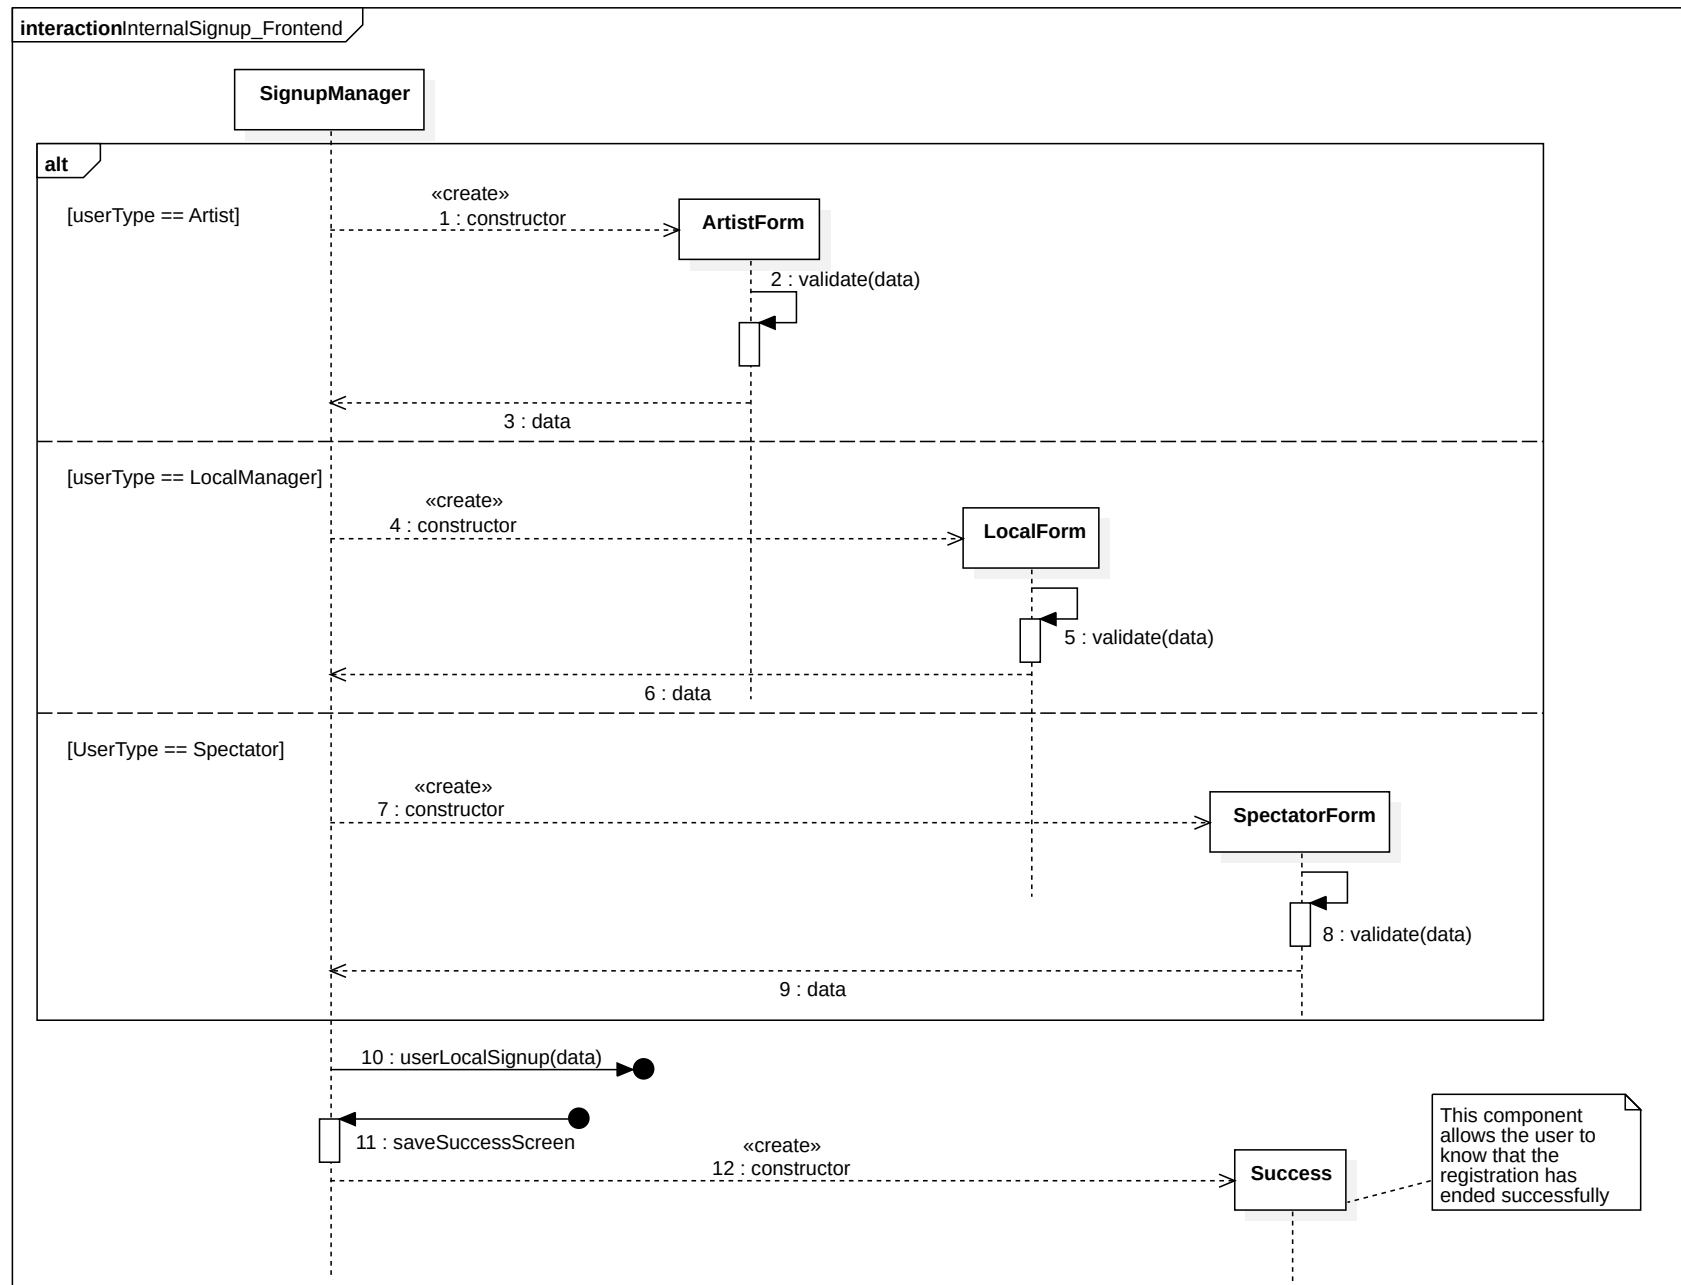 interactionInternalSignup_Frontend
SignupManager
alt
[userType == Artist]
«create»
1 : constructor
ArtistForm
2 : validate(data)
3 : data
[userType == LocalManager]
«create»
4 : constructor
LocalForm
5 : validate(data)
6 : data
[UserType == Spectator]
«create»
7 : constructor
SpectatorForm
8 : validate(data)
9 : data
10 : userLocalSignup(data)
11 : saveSuccessScreen
«create»
12 : constructor
Success
This component
allows the user to
know that the
registration has
ended successfully